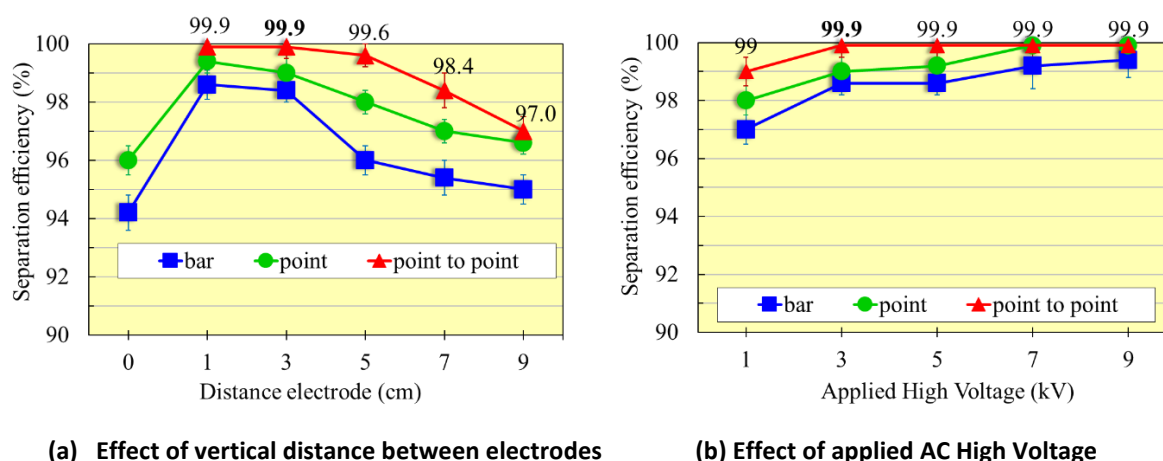 99.9 99.9 99.6 98.4 97.0
Separation efficiency (%)
100
98
96
94
92
90
bar point point to point
0 1 3 5 7 9
Distance electrode (cm)
(a) Effect of vertical distance between electrodes
99 99.9 99.9 99.9 99.9
Separation efficiency (%)
100
98
96
94
92
90
bar point point to point
1 3 5 7 9
Applied High Voltage (kV)
(b) Effect of applied AC High Voltage